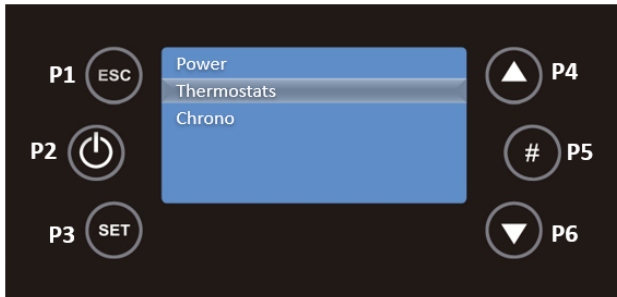 P1 ESC
Power
Thermostats
Chrono
P4
P2
# P5
P3 SET
P6